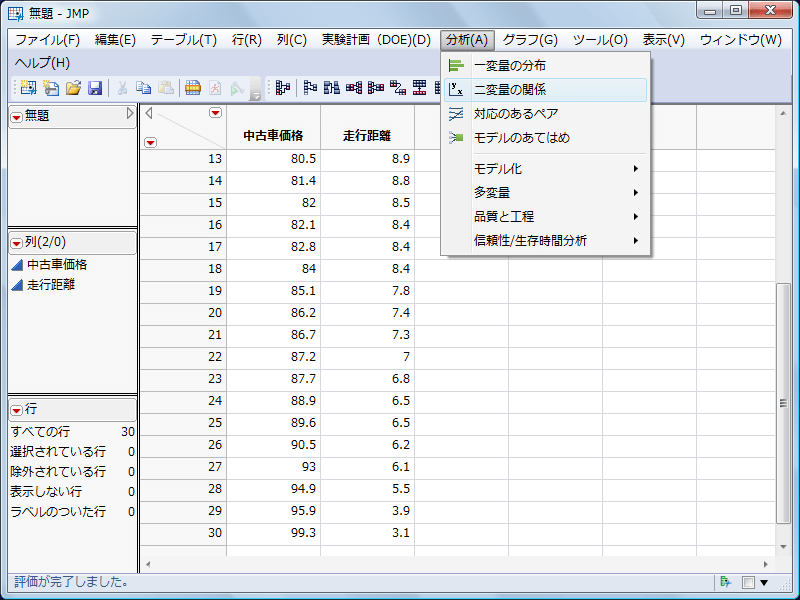 無題 - JMP
ファイル(F) 編集(E) テーブル(T) 行(R) 列(C) 実験計画（DOE)(D) 分析(A) グラフ(G) ツール(O) 表示(V) ウィンドウ(W)
ヘルプ(H)
一変量の分布
二変量の関係
対応のあるペア
モデルのあてはめ
モデル化
多変量
品質と工程
信頼性/生存時間分析
無題
列(2/0)
中古車価格
走行距離
行
すべての行 30
選択されている行 0
除外されている行 0
表示しない行 0
ラベルのついた行 0
中古車価格 走行距離
13 80.5 8.9
14 81.4 8.8
15 82 8.5
16 82.1 8.4
17 82.8 8.4
18 84 8.4
19 85.1 7.8
20 86.2 7.4
21 86.7 7.3
22 87.2 7
23 87.7 6.8
24 88.9 6.5
25 89.6 6.5
26 90.5 6.2
27 93 6.1
28 94.9 5.5
29 95.9 3.9
30 99.3 3.1
評価が完了しました。